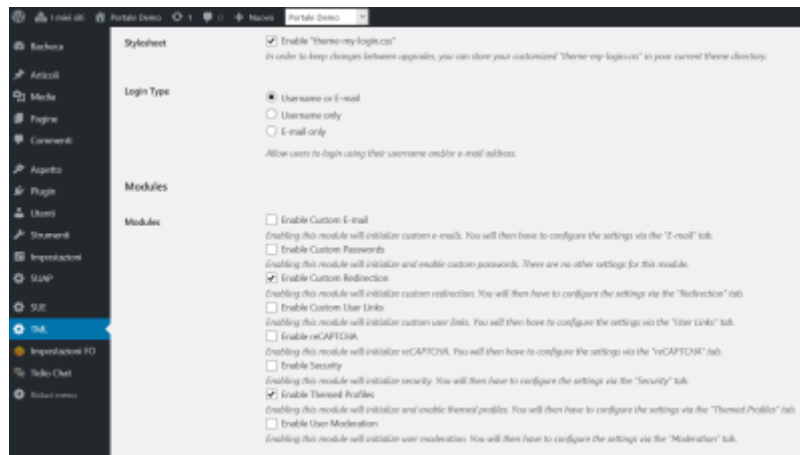 I miei siti Portale Demo 1 0 Nuovo Portale Demo
Bacheca
Articoli
Media
Pagine
Commenti
Aspetto
Plugin
Utenti
Strumenti
Impostazioni
SUAP
SUE
TML
Impostazioni FO
Tidio Chat
Riduci menu
Stylesheet
Enable "theme-my-login.css"
In order to keep changes between upgrades, you can store your customized "theme-my-login.css" in your current theme directory.
Login Type
Username or E-mail
Username only
E-mail only
Allow users to login using their username and/or e-mail address.
Modules
Modules
Enable Custom E-mail
Enabling this module will initialize custom e-mails. You will then have to configure the settings via the "E-mail" tab.
Enable Custom Passwords
Enabling this module will initialize and enable custom passwords. There are no other settings for this module.
Enable Custom Redirection
Enabling this module will initialize custom redirection. You will then have to configure the settings via the "Redirection" tab.
Enable Custom User Links
Enabling this module will initialize custom user links. You will then have to configure the settings via the "User Links" tab.
Enable reCAPTCHA
Enabling this module will initialize reCAPTCHA. You will then have to configure the settings via the "reCAPTCHA" tab.
Enable Security
Enabling this module will initialize security. You will then have to configure the settings via the "Security" tab.
Enable Themed Profiles
Enabling this module will initialize and enable themed profiles. You will then have to configure the settings via the "Themed Profiles" tab.
Enable User Moderation
Enabling this module will initialize user moderation. You will then have to configure the settings via the "Moderation" tab.